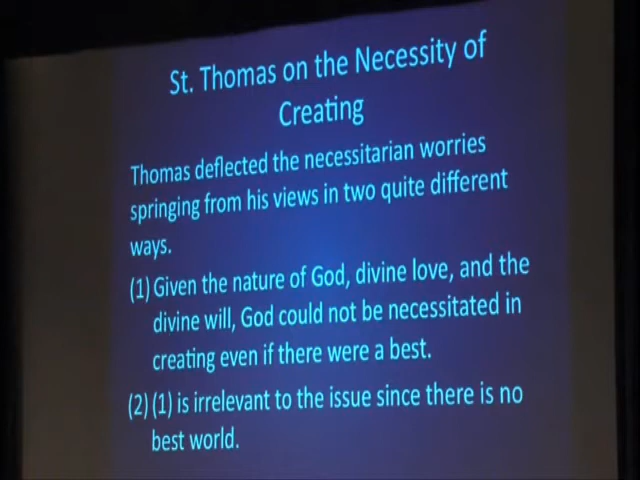 St. Thomas on the Necessity of
Creating
Thomas deflected the necessitarian worries
springing from his views in two quite different
ways.
(1) Given the nature of God, divine love, and the
divine will, God could not be necessitated in
creating even if there were a best.
(2) (1) is irrelevant to the issue since there is no
best world.